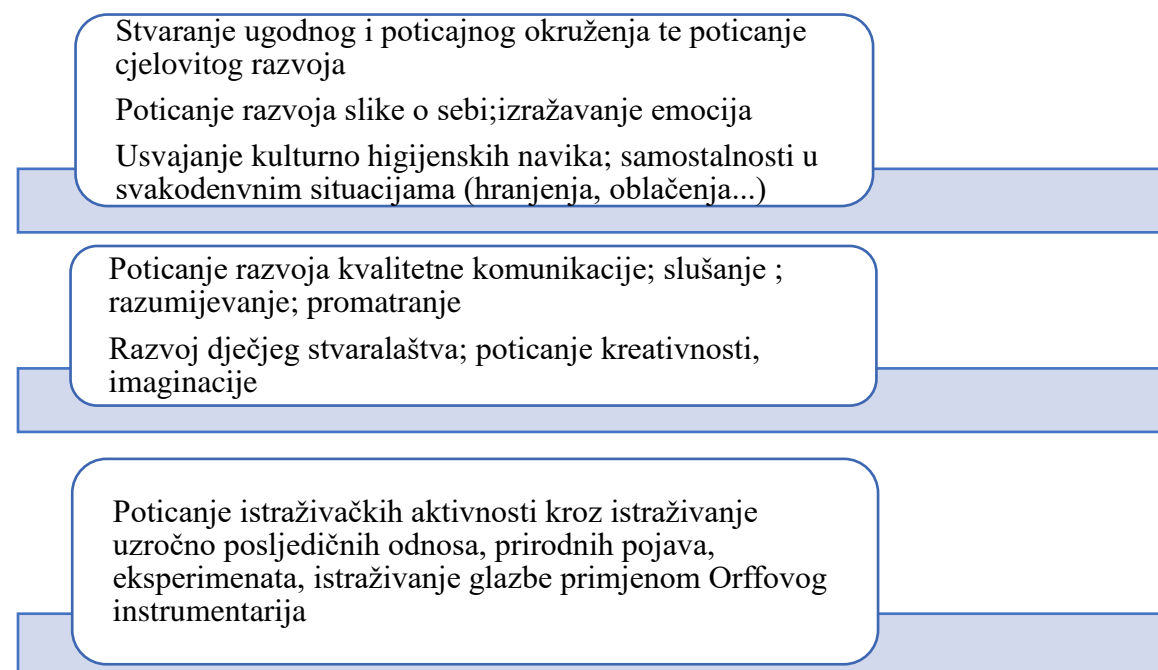 Stvaranje ugodnog i poticajnog okruženja te poticanje
cjelovitog razvoja
Poticanje razvoja slike o sebi;izražavanje emocija
Usvajanje kulturno higijenskih navika; samostalnosti u
svakodenvnim situacijama (hranjenja, oblačenja...)
Poticanje razvoja kvalitetne komunikacije; slušanje ;
razumijevanje; promatranje
Razvoj dječjeg stvaralaštva; poticanje kreativnosti,
imaginacije
Poticanje istraživačkih aktivnosti kroz istraživanje
uzročno posljedičnih odnosa, prirodnih pojava,
eksperimenata, istraživanje glazbe primjenom Orffovog
instrumentarija